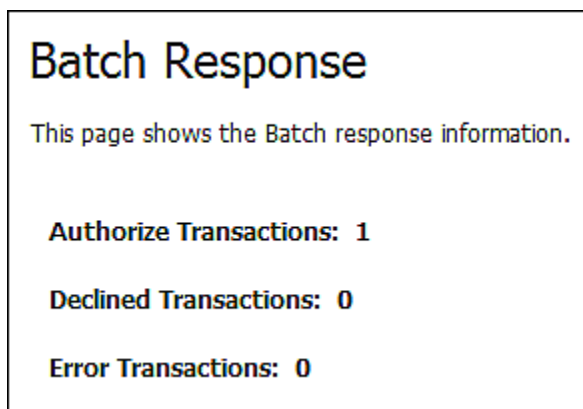 Batch Response
This page shows the Batch response information.
Authorize Transactions: 1
Declined Transactions: 0
Error Transactions: 0